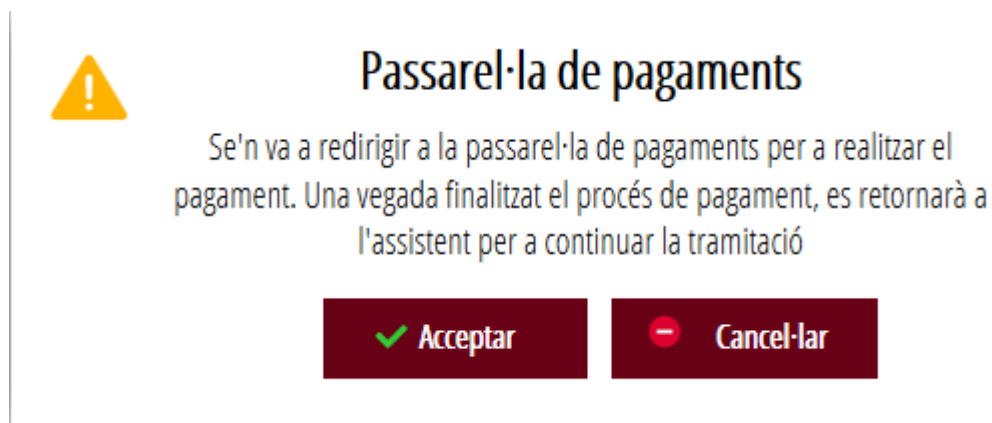 Passarel·la de pagaments
Se'n va a redirigir a la passarel·la de pagaments per a realitzar el
pagament. Una vegada finalitzat el procés de pagament, es retornarà a
l'assistent per a continuar la tramitació
Acceptar
Cancel·lar